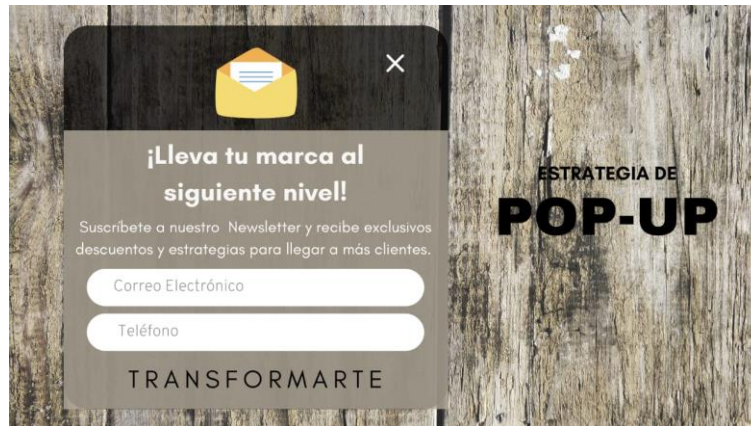 ¡Lleva tu marca al
siguiente nivel!
Suscríbete a nuestro Newsletter y recibe exclusivos
descuentos y estrategias para llegar a más clientes.
Correo Electrónico
Teléfono
TRANSFORMARTE
ESTRATEGIA DE
POP-UP